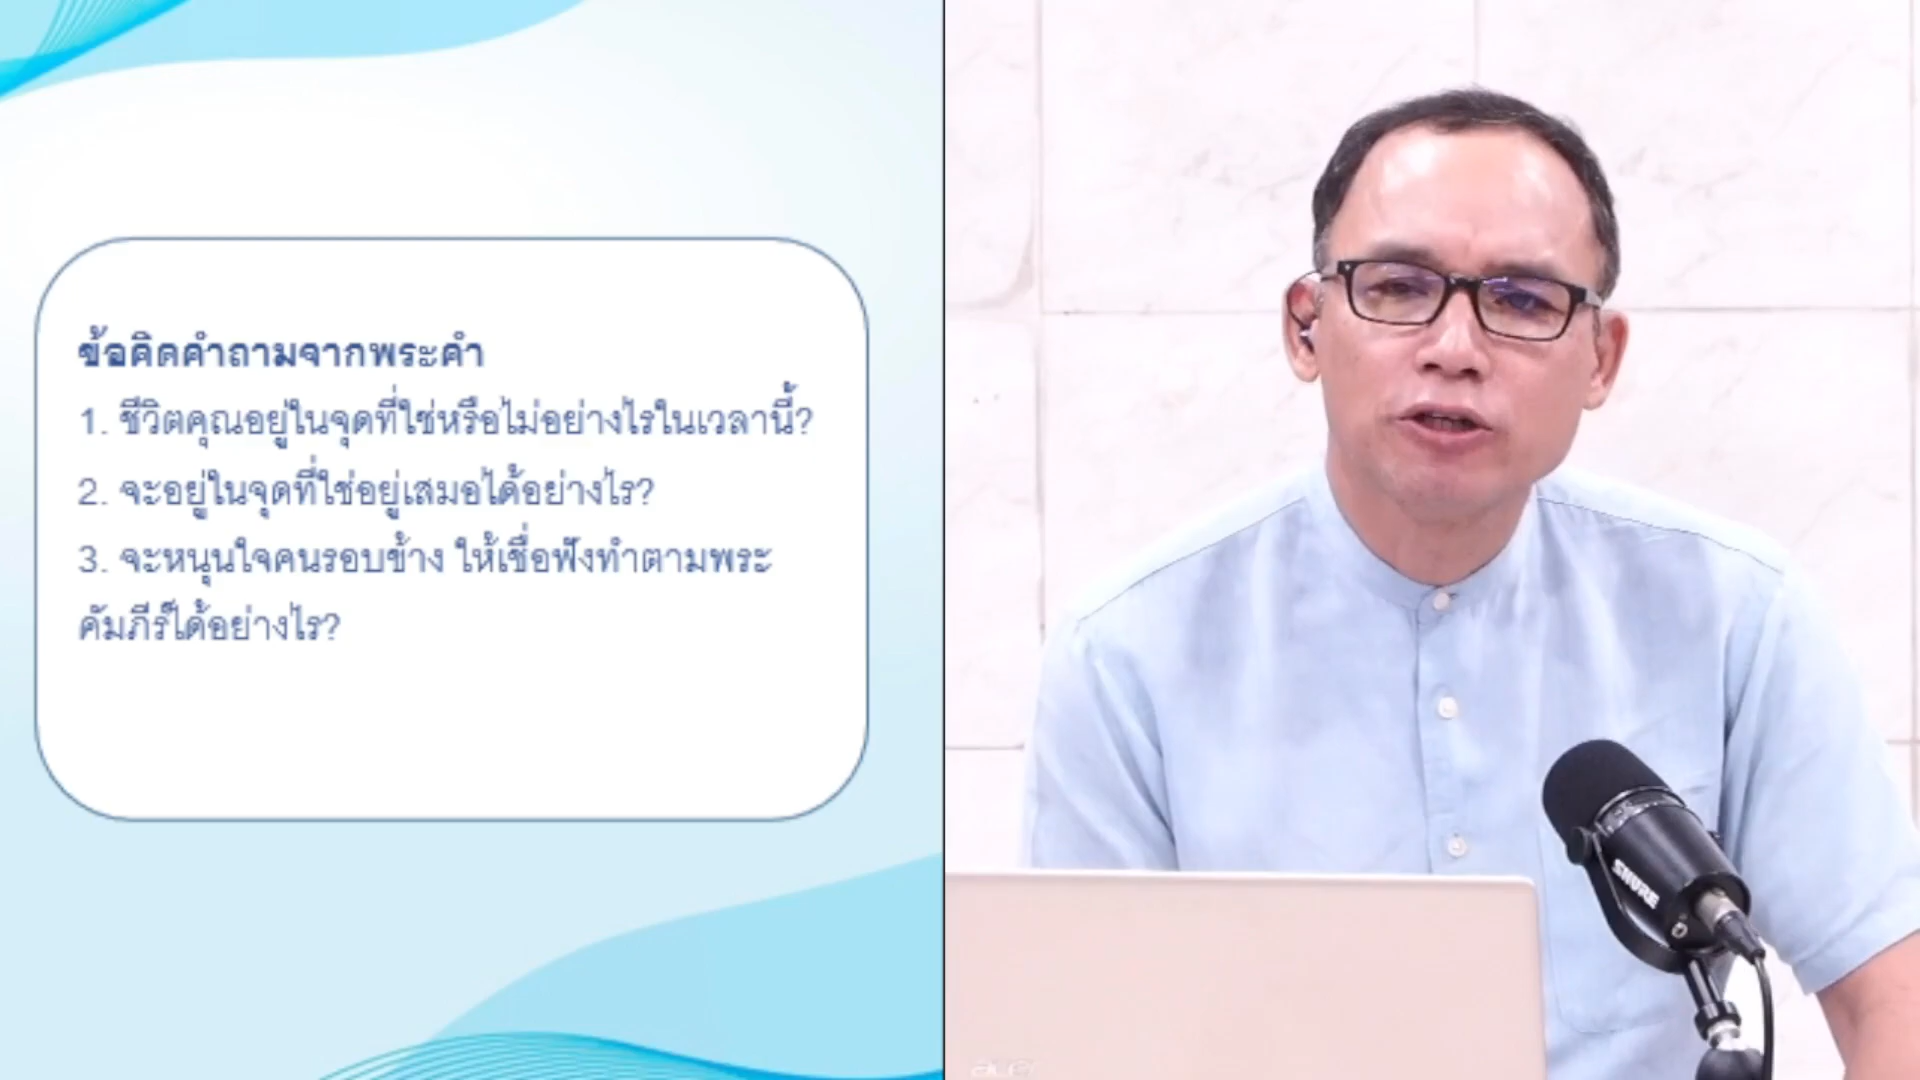 ข้อคิดคำถามจากพระคำ
1. ชีวิตคุณอยู่ในจุดที่ใช่หรือไม่อย่างไรในเวลานี้?
2. จะอยู่ในจุดที่ใช่อยู่เสมอได้อย่างไร?
3. จะหนุนใจคนรอบข้าง ให้เชื่อฟังทำตามพระ
คัมภีร์ได้อย่างไร?
SHURE